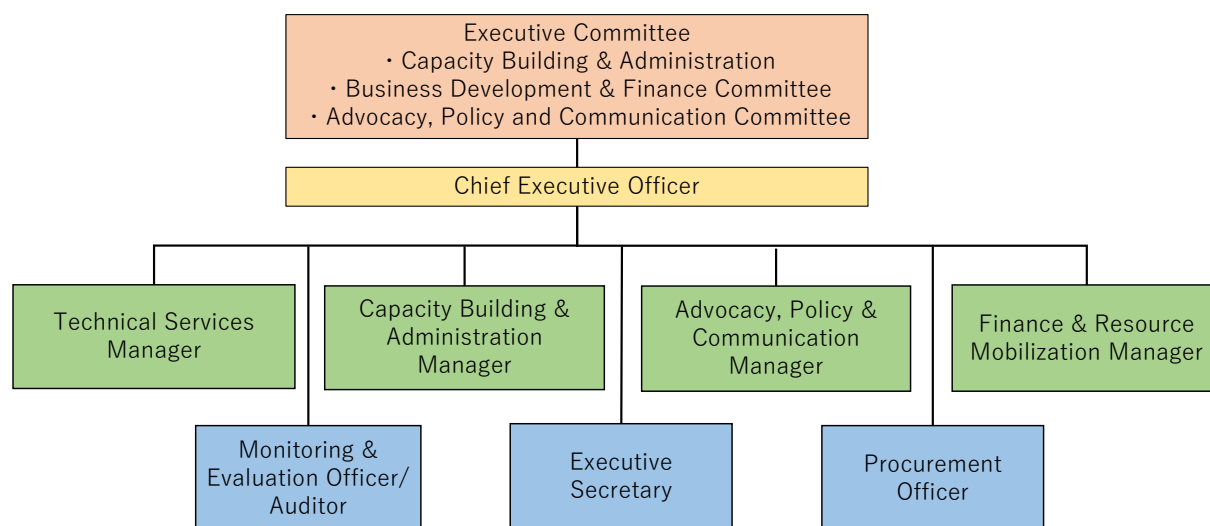 Executive Committee
・Capacity Building & Administration
・Business Development & Finance Committee
・Advocacy, Policy and Communication Committee
Chief Executive Officer
Technical Services
Manager
Capacity Building &
Administration
Manager
Advocacy, Policy &
Communication
Manager
Finance & Resource
Mobilization Manager
Monitoring &
Evaluation Officer/
Auditor
Executive
Secretary
Procurement
Officer